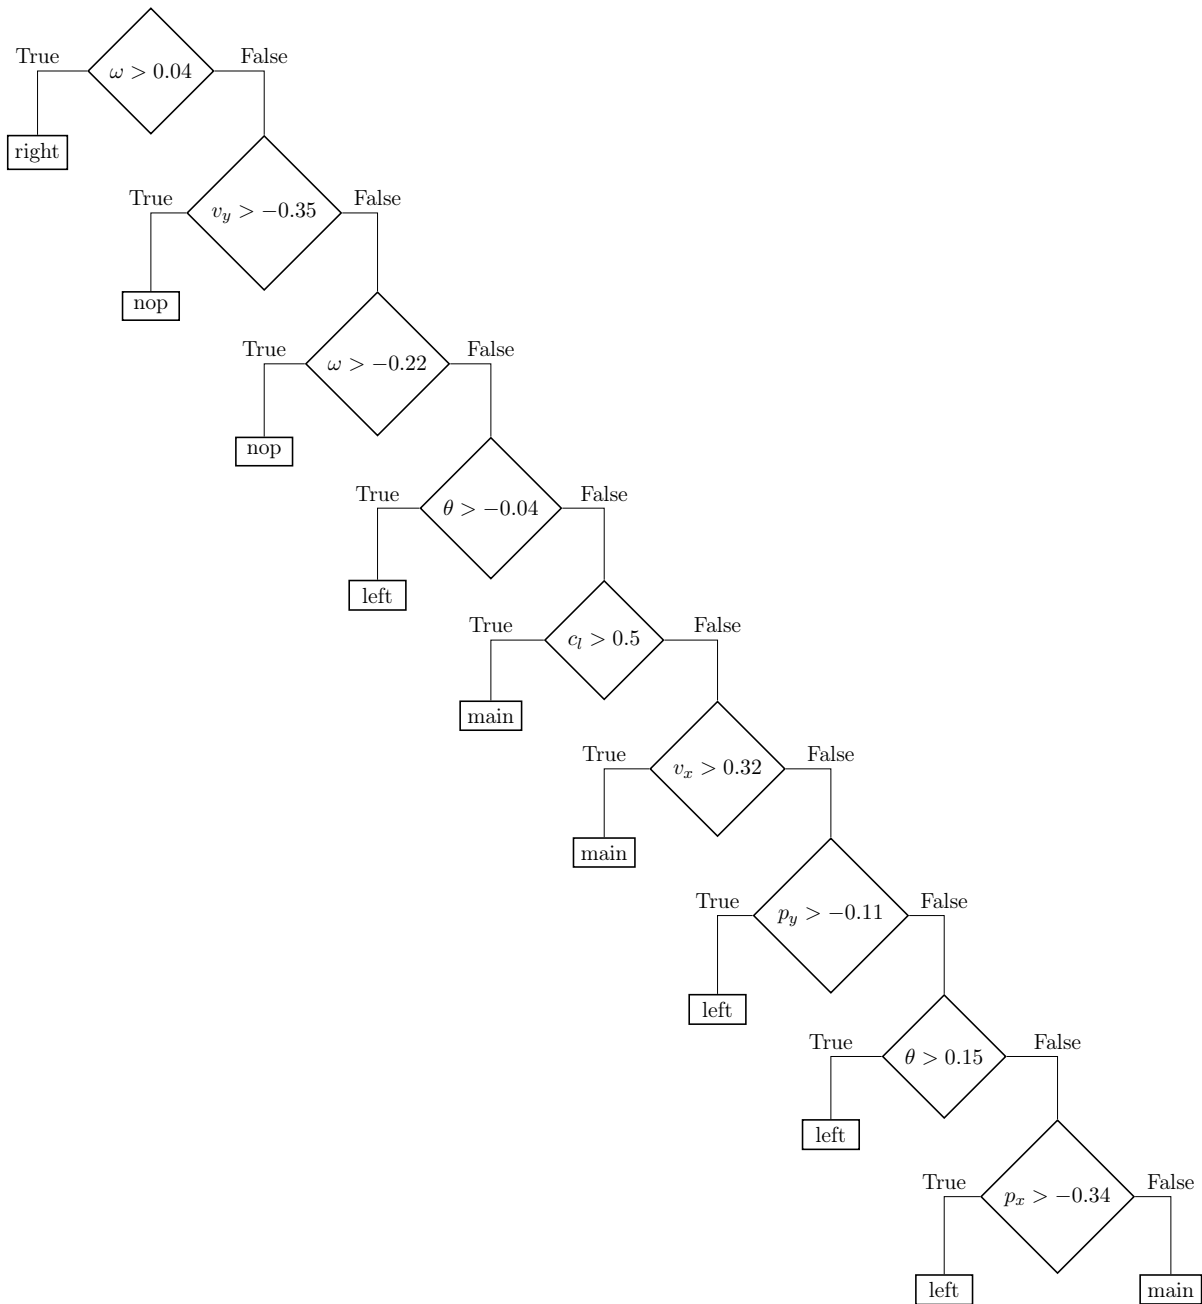 True
False
ω > 0.04
right
True
False
v_y > −0.35
nop
True
False
ω > −0.22
nop
True
False
θ > −0.04
left
True
False
c_l > 0.5
main
True
False
v_x > 0.32
main
True
False
p_y > −0.11
left
True
False
θ > 0.15
left
True
False
p_x > −0.34
left
main